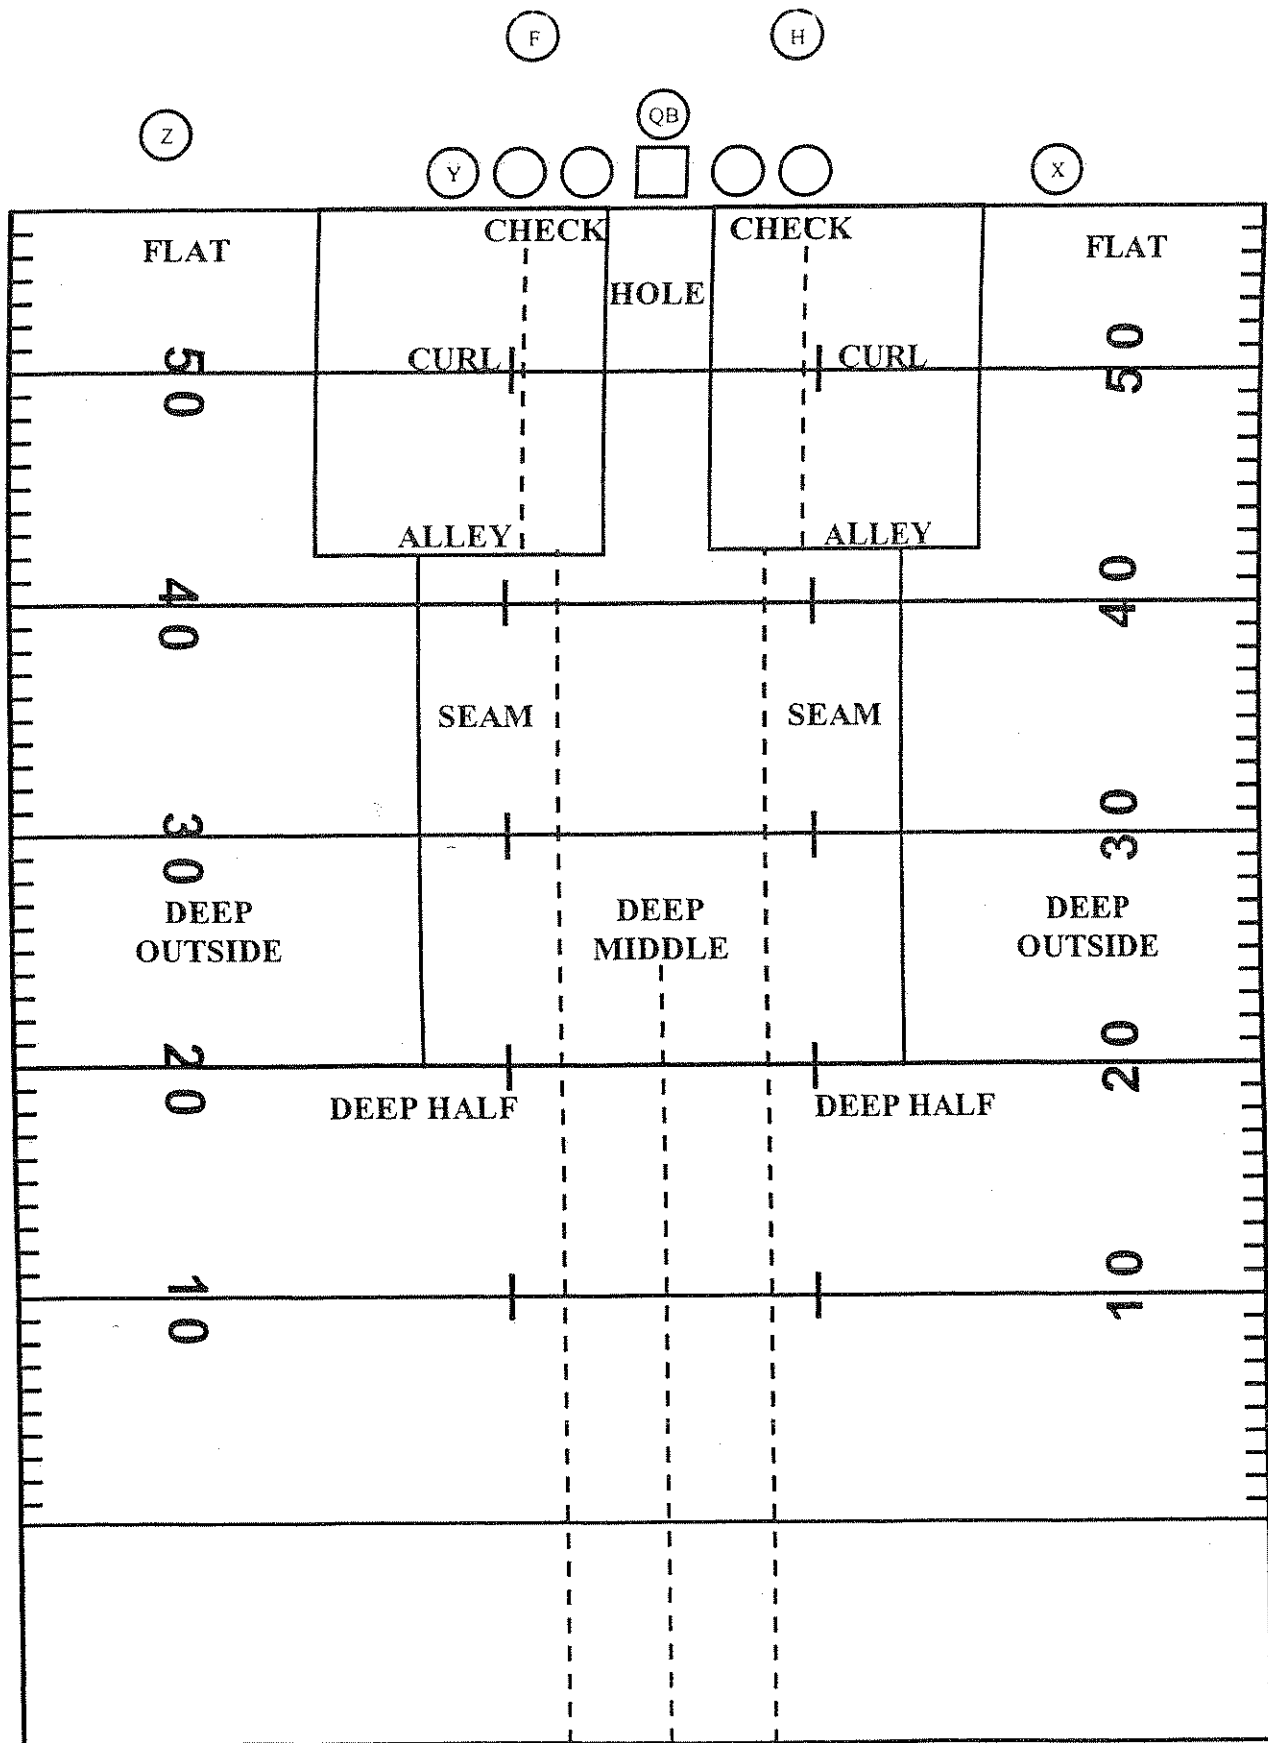 F H
QB
Z
Y X
CHECK CHECK
FLAT FLAT
HOLE
CURL CURL
50 50
ALLEY ALLEY
40 40
SEAM SEAM
30 30
DEEP DEEP DEEP
OUTSIDE MIDDLE OUTSIDE
20 20
DEEP HALF DEEP HALF
10 10